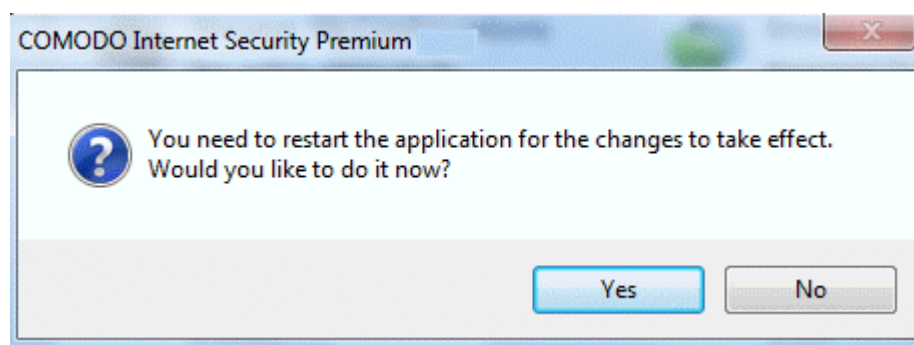 COMODO Internet Security Premium
You need to restart the application for the changes to take effect.
Would you like to do it now?
Yes
No